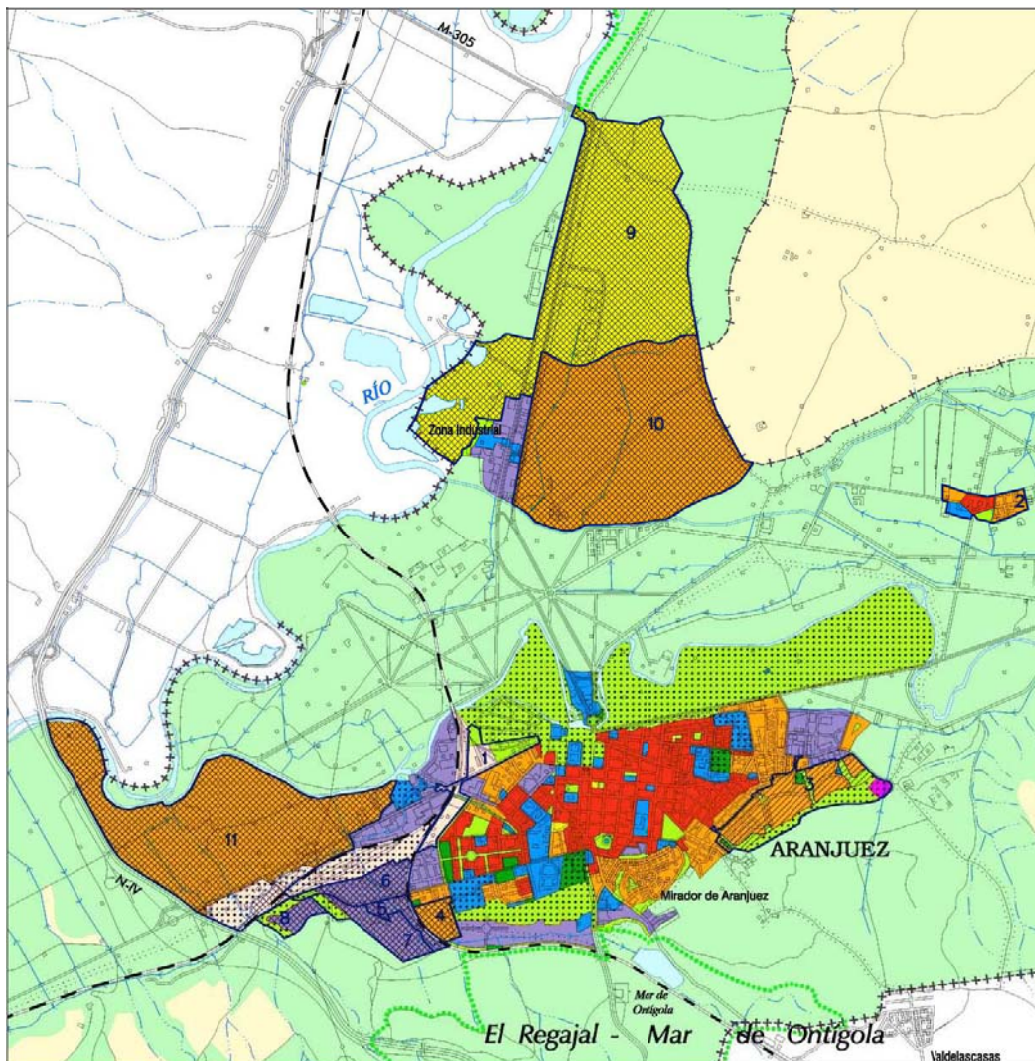 M-305
9
RÍO
Zona Industrial
10
2
1
11
ARANJUEZ
Mirador de Aranjuez
6
5
8
4
7
N-IV
Mar de
Ontígola
El Regajal - Mar de Ontígola
Valdelascasas